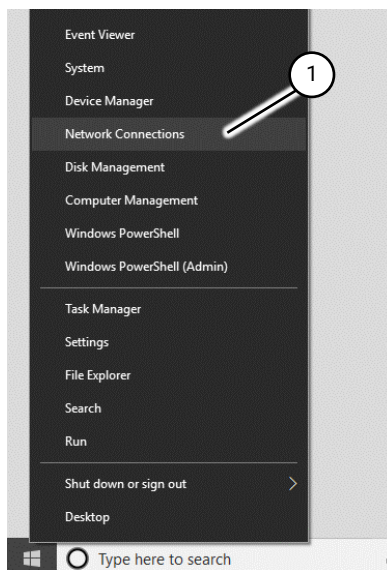 Event Viewer
System
1
Device Manager
Network Connections
Disk Management
Computer Management
Windows PowerShell
Windows PowerShell (Admin)
Task Manager
Settings
File Explorer
Search
Run
Shut down or sign out
Desktop
Type here to search